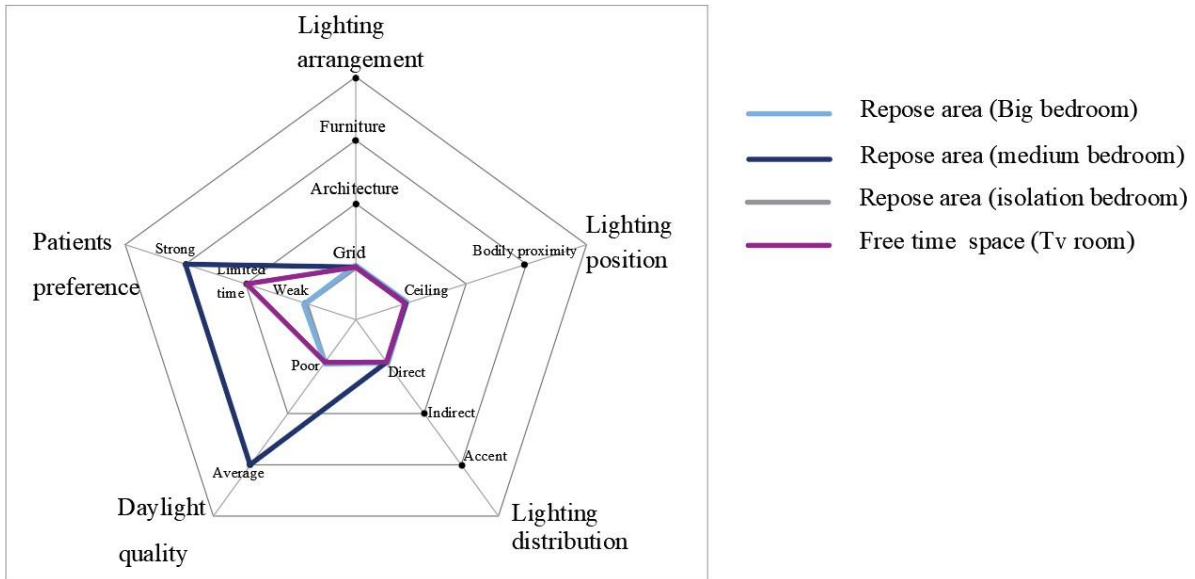 Lighting
arrangement
Furniture
Architecture
Grid
Lighting
position
Bodily proximity
Ceiling
Patients
preference
Strong
Limited
time
Weak
Poor
Direct
Indirect
Accent
Average
Daylight
quality
Lighting
distribution
Repose area (Big bedroom)
Repose area (medium bedroom)
Repose area (isolation bedroom)
Free time space (Tv room)